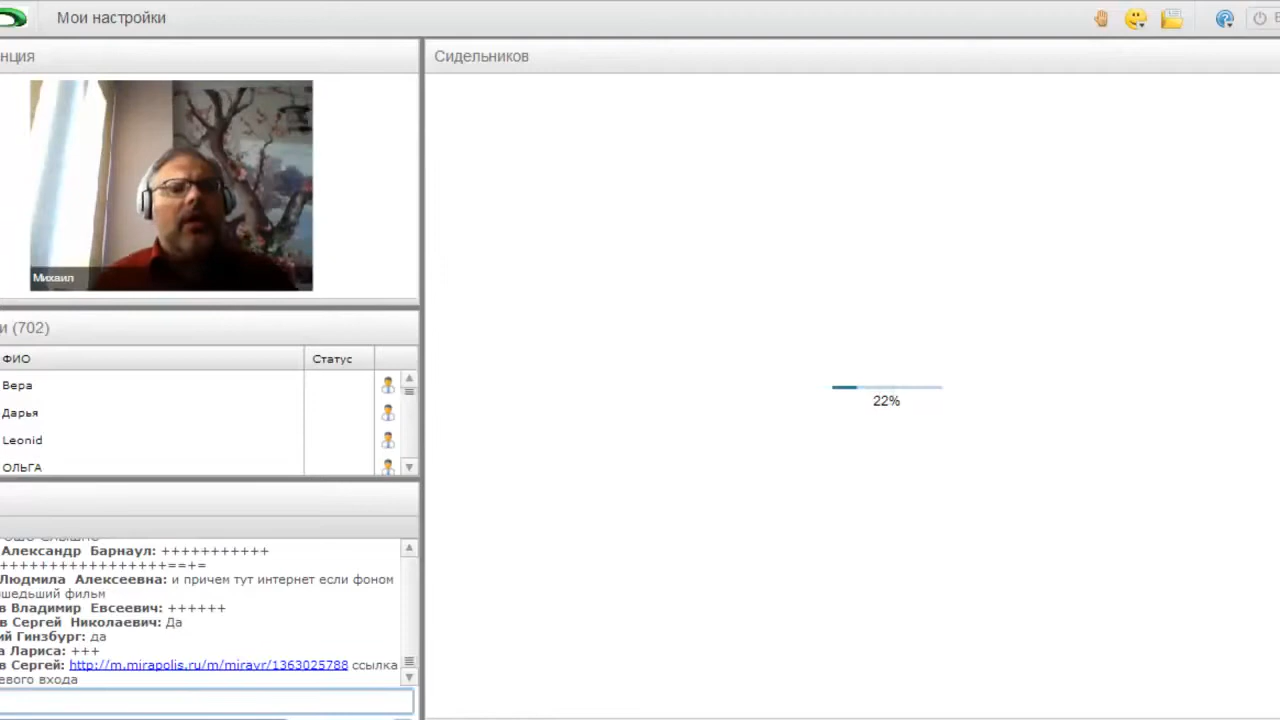 Мои настройки
нция
Сидельников
Михаил
и (702)
ФИО
Статус
Вера
Дарья
Leonid
ОЛЬГА
22%
Александр Барнаул: +++++++++++
+++++++++++++++++==+=
Людмила Алексеевна: и причем тут интернет если фоном
шедьший фильм
в Владимир Евсеевич: ++++++
в Сергей Николаевич: Да
ий Гинзбург: да
а Лариса: +++
в Сергей: http://m.mirapolis.ru/m/miravr/1363025788 ссылка
евого входа